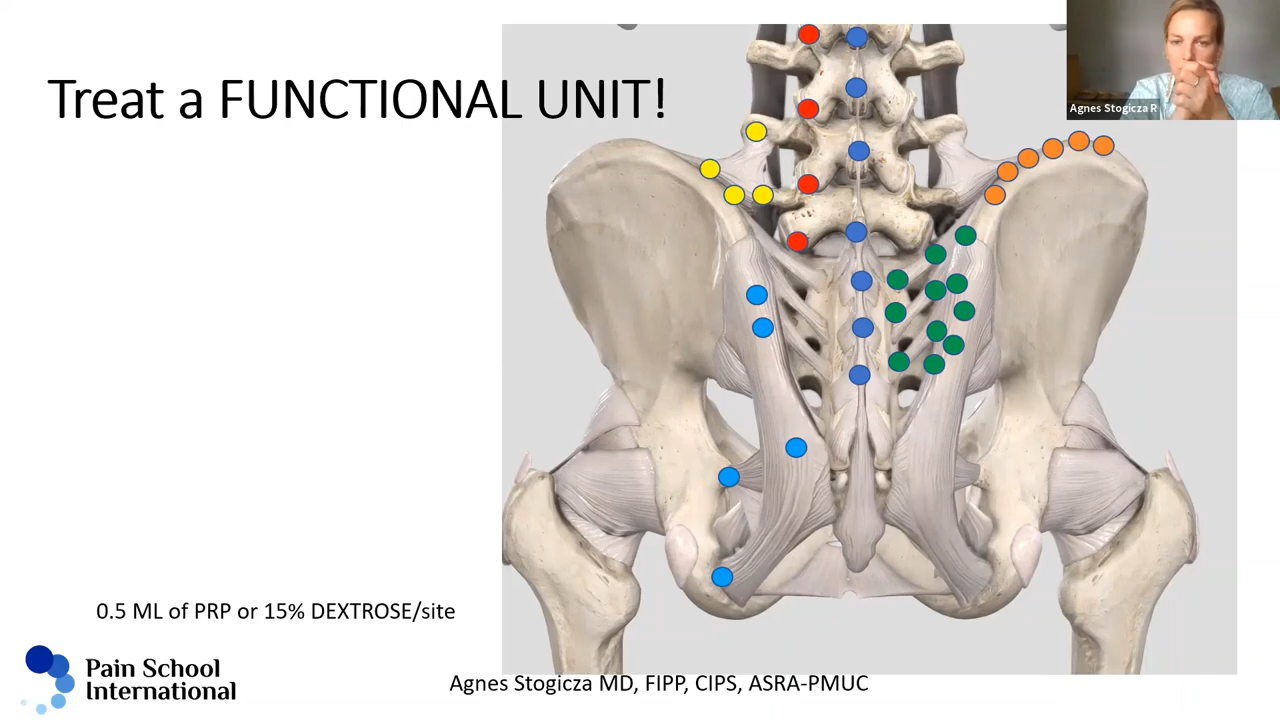 Treat a FUNCTIONAL UNIT!
Agnes Stogicza R
0.5 ML of PRP or 15% DEXTROSE/site
Pain School
International
Agnes Stogicza MD, FIPP, CIPS, ASRA-PMUC